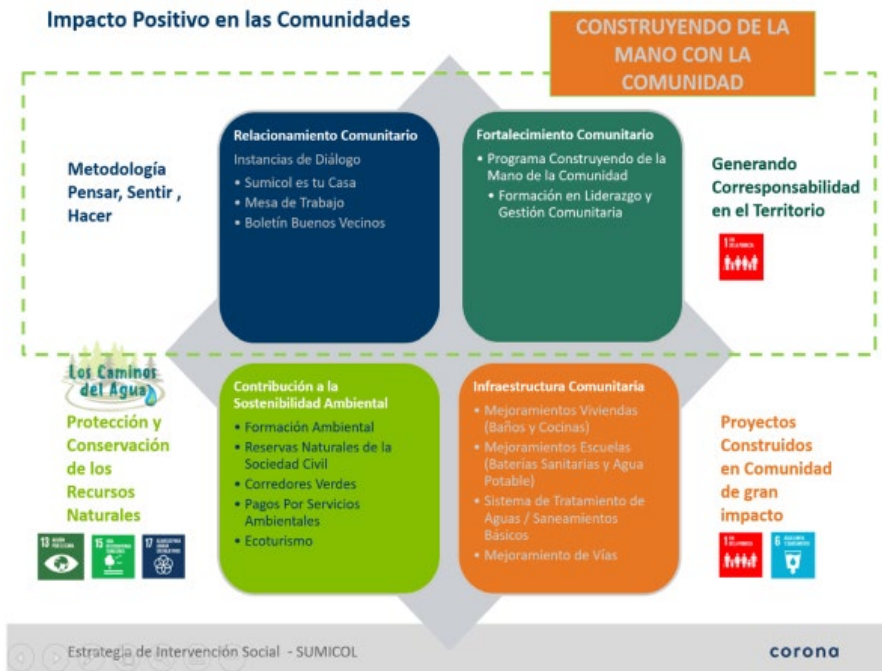 Impacto Positivo en las Comunidades
CONSTRUYENDO DE LA
MANO CON LA
COMUNIDAD
Metodología
Pensar, Sentir ,
Hacer
Relacionamiento Comunitario
Instancias de Diálogo
• Sumicol es tu Casa
• Mesa de Trabajo
• Boletín Buenos Vecinos
Fortalecimiento Comunitario
• Programa Construyendo de la
Mano de la Comunidad
• Formación en Liderazgo y
Gestión Comunitaria
Generando
Corresponsabilidad
en el Territorio
1
Los Caminos
del Agua
Protección y
Conservación
de los
Recursos
Naturales
13
15
17
Contribución a la
Sostenibilidad Ambiental
• Formación Ambiental
• Reservas Naturales de la
Sociedad Civil
• Corredores Verdes
• Pagos Por Servicios
Ambientales
• Ecoturismo
Infraestructura Comunitaria
• Mejoramientos Viviendas
(Baños y Cocinas)
• Mejoramientos Escuelas
(Baterías Sanitarias y Agua
Potable)
• Sistema de Tratamiento de
Aguas / Saneamientos
Básicos
• Mejoramiento de Vías
Proyectos
Construidos
en Comunidad
de gran
impacto
1
6
Estrategia de Intervención Social - SUMICOL
corona